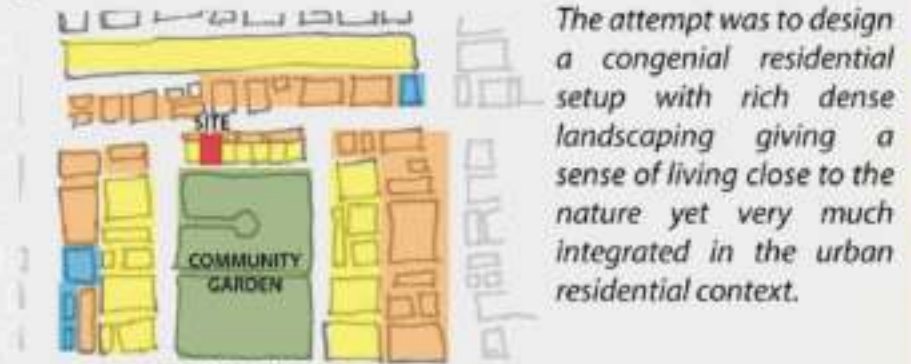 SITE
COMMUNITY
GARDEN
The attempt was to design
a congenial residential
setup with rich dense
landscaping giving a
sense of living close to the
nature yet very much
integrated in the urban
residential context.